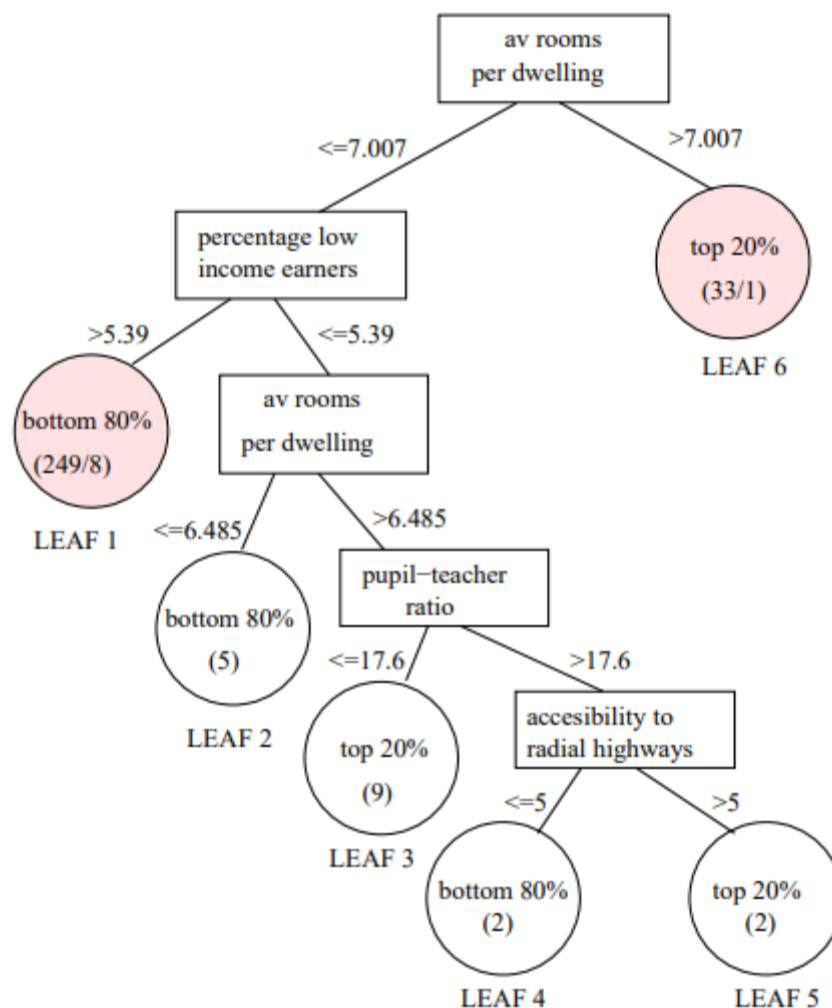 av rooms
per dwelling
<=7.007
>7.007
percentage low
income earners
top 20%
(33/1)
LEAF 6
>5.39
<=5.39
bottom 80%
(249/8)
LEAF 1
av rooms
per dwelling
<=6.485
>6.485
bottom 80%
(5)
LEAF 2
pupil−teacher
ratio
<=17.6
>17.6
top 20%
(9)
LEAF 3
accesibility to
radial highways
<=5
>5
bottom 80%
(2)
LEAF 4
top 20%
(2)
LEAF 5